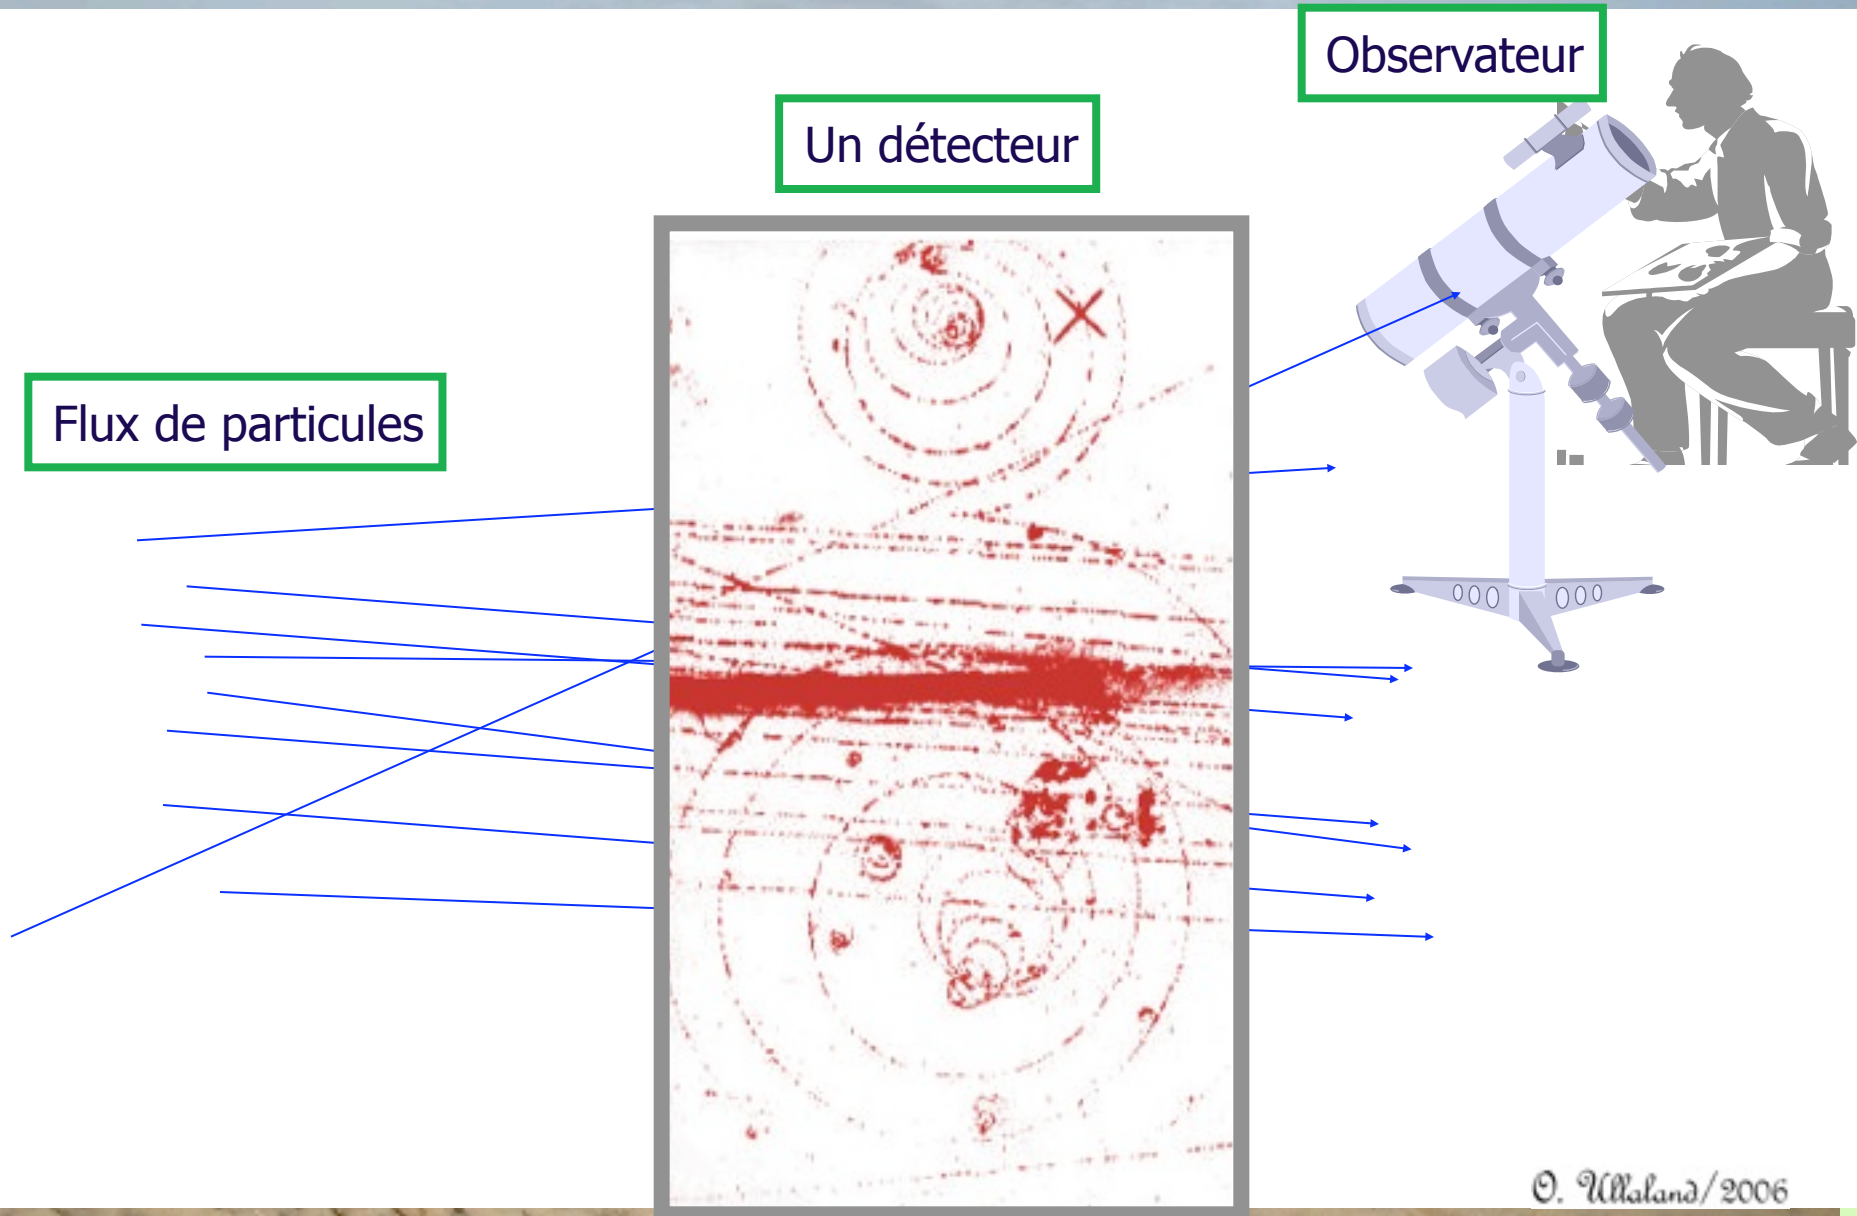 Observateur
Un détecteur
Flux de particules
O. Ullaland/2006